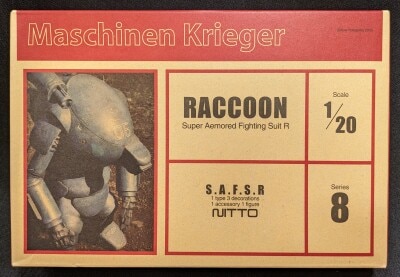 Maschinen Krieger
RACCOON
Super Aemored Fighting Suit R
Scale
1/20
S.A.F.S.R
1 type 3 decorations
1 accessory 1 figure
NITTO
Series
8